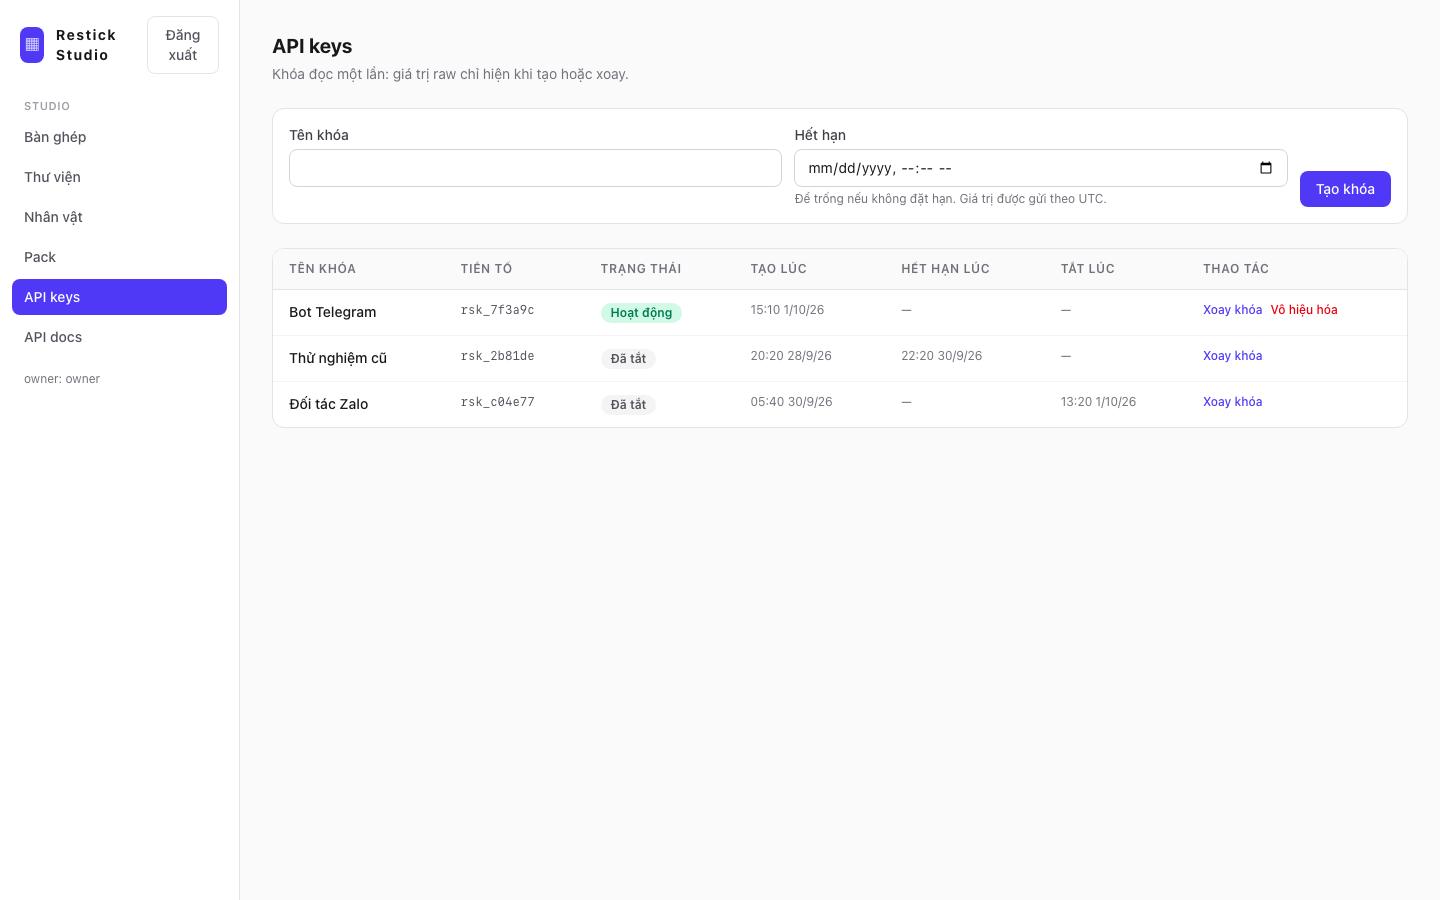 Restick
Studio
Đăng
xuất
STUDIO
Bàn ghép
Thư viện
Nhân vật
Pack
API keys
API docs
owner: owner
API keys
Khóa đọc một lần: giá trị raw chỉ hiện khi tạo hoặc xoay.
Tên khóa
Hết hạn
mm/dd/yyyy, --:-- --
Để trống nếu không đặt hạn. Giá trị được gửi theo UTC.
Tạo khóa
TÊN KHÓA TIỀN TỐ TRẠNG THÁI TẠO LÚC HẾT HẠN LÚC TẮT LÚC THAO TÁC
Bot Telegram rsk_7f3a9c Hoạt động 15:10 1/10/26 — — Xoay khóa Vô hiệu hóa
Thử nghiệm cũ rsk_2b81de Đã tắt 20:20 28/9/26 22:20 30/9/26 — Xoay khóa
Đối tác Zalo rsk_c04e77 Đã tắt 05:40 30/9/26 — 13:20 1/10/26 Xoay khóa